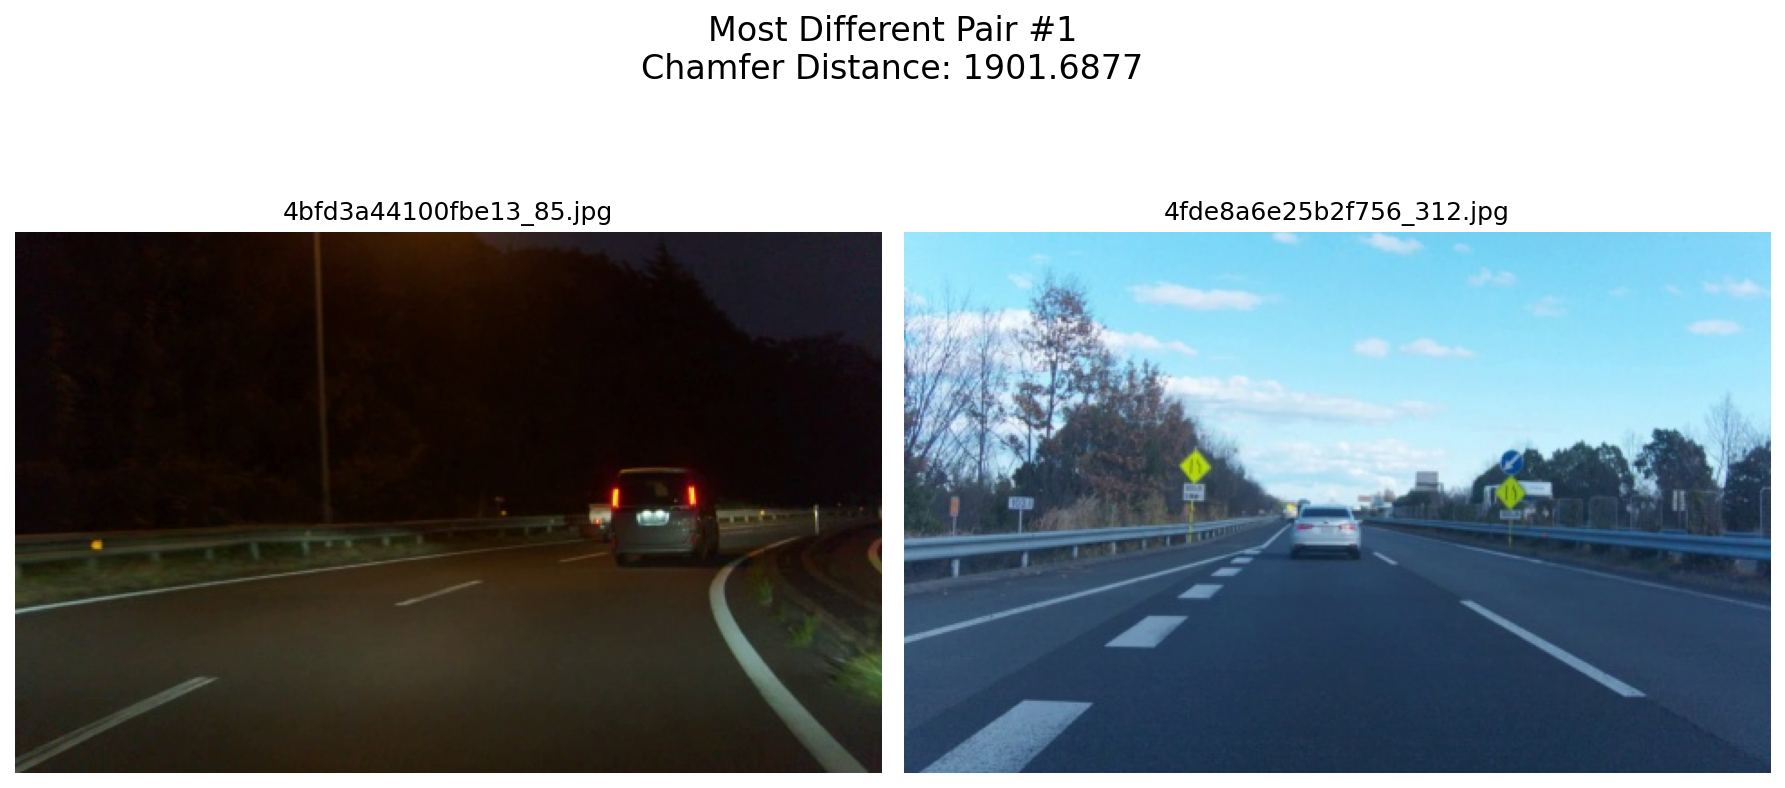 Most Different Pair #1
Chamfer Distance: 1901.6877
4bfd3a44100fbe13_85.jpg
4fde8a6e25b2f756_312.jpg